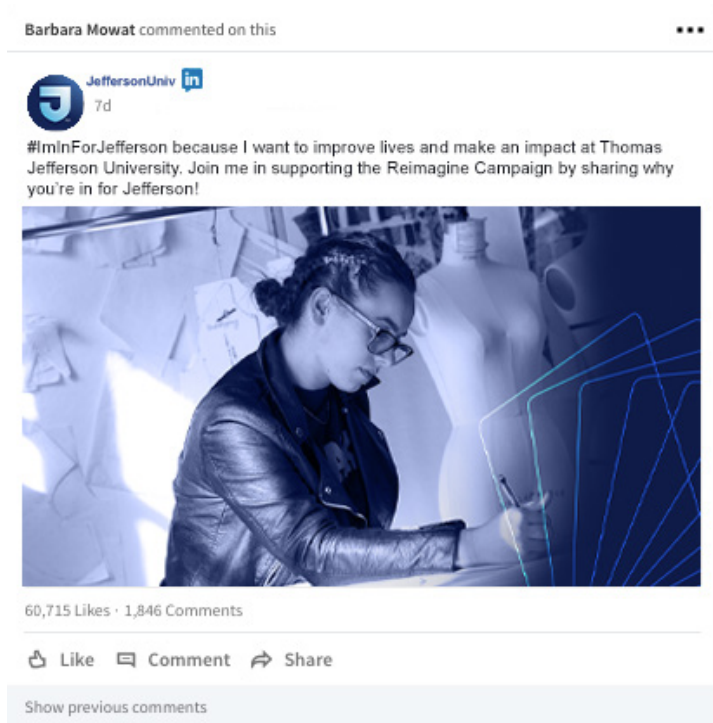 Barbara Mowat commented on this
JeffersonUniv in
7d
#ImInForJefferson because I want to improve lives and make an impact at Thomas
Jefferson University. Join me in supporting the Reimagine Campaign by sharing why
you're in for Jefferson!
60,715 Likes · 1,846 Comments
Like Comment Share
Show previous comments